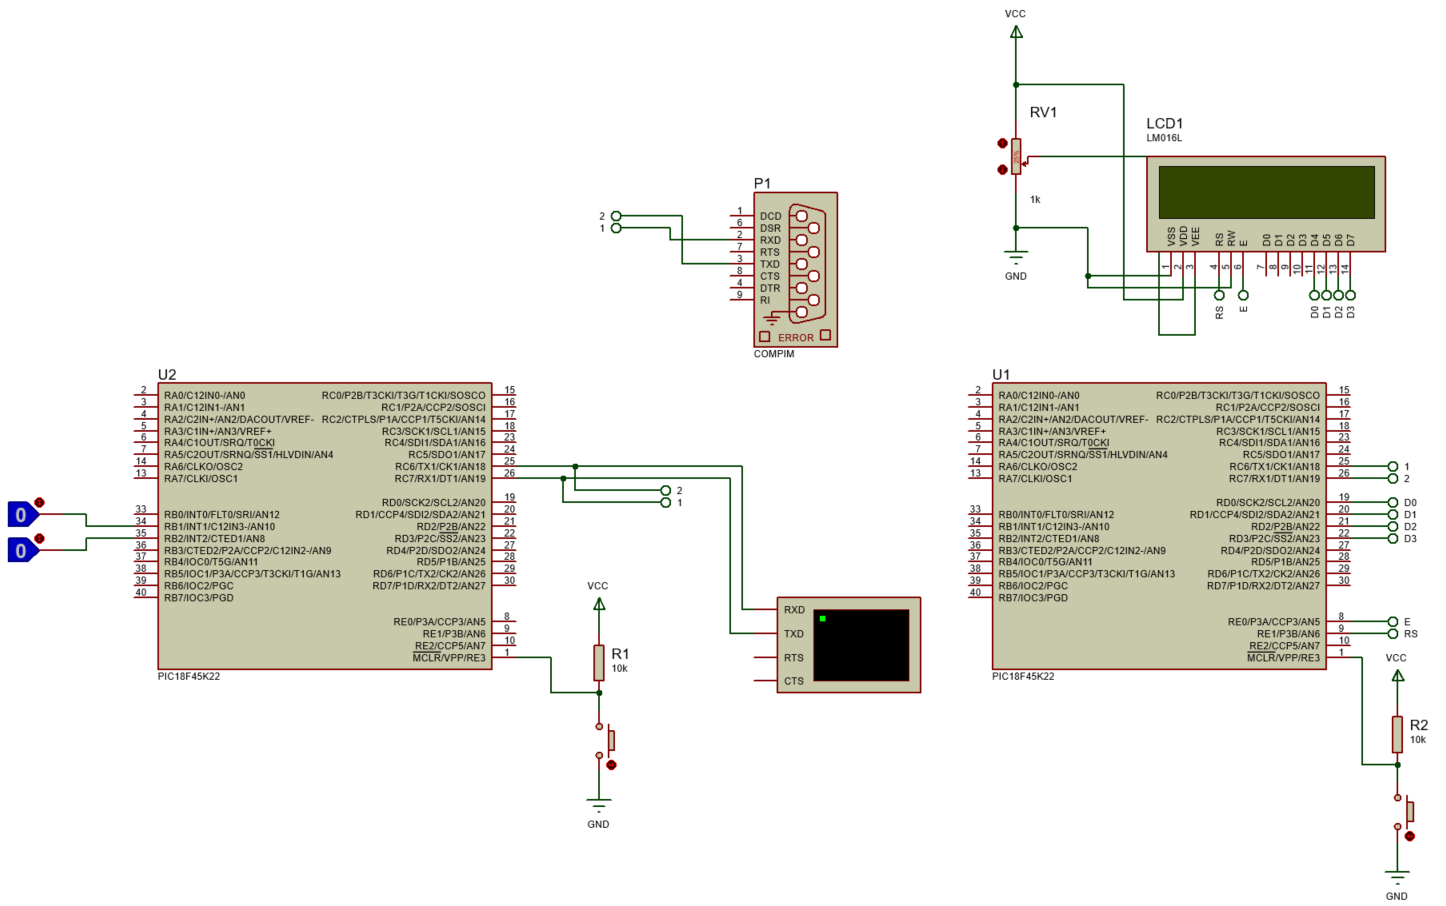 VCC
RV1
25%
1k
GND
LCD1
LM016L
VSS
VDD
VEE
RS
RW
E
D0
D1
D2
D3
D4
D5
D6
D7
1
2
3
4
5
6
7
8
9
10
11
12
13
14
RS
E
D0
D1
D2
D3
P1
2
1
1 DCD
6 DSR
2 RXD
7 RTS
3 TXD
8 CTS
4 DTR
9 RI
ERROR
COMPIM
U2
2 RA0/C12IN0-/AN0 RC0/P2B/T3CKI/T3G/T1CKI/SOSCO 15
3 RA1/C12IN1-/AN1 RC1/P2A/CCP2/SOSCI 16
4 RA2/C2IN+/AN2/DACOUT/VREF- RC2/CTPLS/P1A/CCP1/T5CKI/AN14 17
5 RA3/C1IN+/AN3/VREF+ RC3/SCK1/SCL1/AN15 18
6 RA4/C1OUT/SRQ/T0CKI RC4/SDI1/SDA1/AN16 23
7 RA5/C2OUT/SRNQ/SS1/HLVDIN/AN4 RC5/SDO1/AN17 24
14 RA6/CLKO/OSC2 RC6/TX1/CK1/AN18 25
13 RA7/CLKI/OSC1 RC7/RX1/DT1/AN19 26
RD0/SCK2/SCL2/AN20 19
33 RB0/INT0/FLT0/SRI/AN12 RD1/CCP4/SDI2/SDA2/AN21 20
34 RB1/INT1/C12IN3-/AN10 RD2/P2B/AN22 21
35 RB2/INT2/CTED1/AN8 RD3/P2C/SS2/AN23 22
36 RB3/CTED2/P2A/CCP2/C12IN2-/AN9 RD4/P2D/SDO2/AN24 27
37 RB4/IOC0/T5G/AN11 RD5/P1B/AN25 28
38 RB5/IOC1/P3A/CCP3/T3CKI/T1G/AN13 RD6/P1C/TX2/CK2/AN26 29
39 RB6/IOC2/PGC RD7/P1D/RX2/DT2/AN27 30
40 RB7/IOC3/PGD
RE0/P3A/CCP3/AN5 8
RE1/P3B/AN6 9
RE2/CCP5/AN7 10
MCLR/VPP/RE3 1
PIC18F45K22
0
0
2
1
RXD
TXD
RTS
CTS
VCC
R1
10k
GND
U1
2 RA0/C12IN0-/AN0 RC0/P2B/T3CKI/T3G/T1CKI/SOSCO 15
3 RA1/C12IN1-/AN1 RC1/P2A/CCP2/SOSCI 16
4 RA2/C2IN+/AN2/DACOUT/VREF- RC2/CTPLS/P1A/CCP1/T5CKI/AN14 17
5 RA3/C1IN+/AN3/VREF+ RC3/SCK1/SCL1/AN15 18
6 RA4/C1OUT/SRQ/T0CKI RC4/SDI1/SDA1/AN16 23
7 RA5/C2OUT/SRNQ/SS1/HLVDIN/AN4 RC5/SDO1/AN17 24
14 RA6/CLKO/OSC2 RC6/TX1/CK1/AN18 25 1
13 RA7/CLKI/OSC1 RC7/RX1/DT1/AN19 26 2
RD0/SCK2/SCL2/AN20 19 D0
33 RB0/INT0/FLT0/SRI/AN12 RD1/CCP4/SDI2/SDA2/AN21 20 D1
34 RB1/INT1/C12IN3-/AN10 RD2/P2B/AN22 21 D2
35 RB2/INT2/CTED1/AN8 RD3/P2C/SS2/AN23 22 D3
36 RB3/CTED2/P2A/CCP2/C12IN2-/AN9 RD4/P2D/SDO2/AN24 27
37 RB4/IOC0/T5G/AN11 RD5/P1B/AN25 28
38 RB5/IOC1/P3A/CCP3/T3CKI/T1G/AN13 RD6/P1C/TX2/CK2/AN26 29
39 RB6/IOC2/PGC RD7/P1D/RX2/DT2/AN27 30
40 RB7/IOC3/PGD
RE0/P3A/CCP3/AN5 8 E
RE1/P3B/AN6 9 RS
RE2/CCP5/AN7 10
MCLR/VPP/RE3 1
PIC18F45K22
VCC
R2
10k
GND